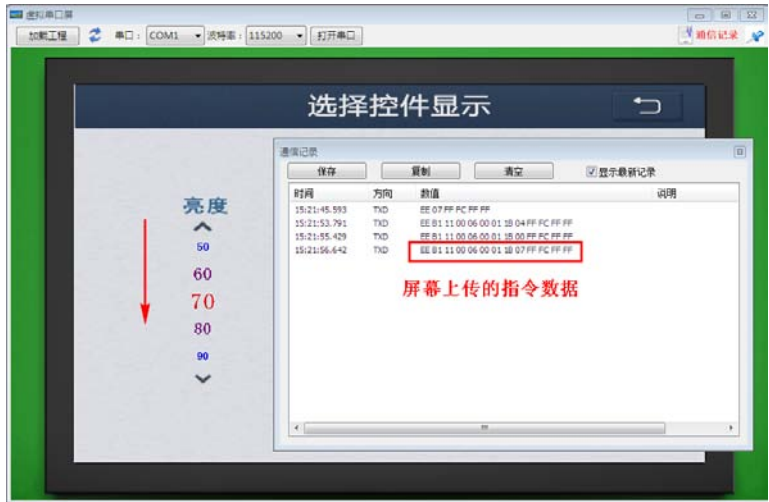 虚拟串口屏
加载工程 串口： COM1 波特率： 115200 打开串口 通信记录
选择控件显示
通信记录
保存 复制 清空 显示最新记录
时间 方向 数值 说明
15:21:45.593 TXD EE 07 FF FC FF FF
15:21:53.791 TXD EE B1 11 00 06 00 01 1B 04 FF FC FF FF
15:21:55.429 TXD EE B1 11 00 06 00 01 1B 00 FF FC FF FF
15:21:56.642 TXD EE B1 11 00 06 00 01 1B 07 FF FC FF FF
屏幕上传的指令数据
亮度
50
60
70
80
90